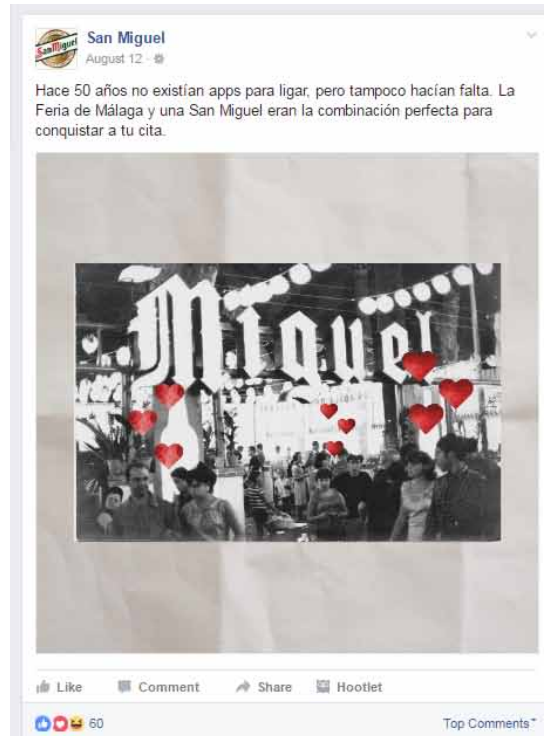 San Miguel
San Miguel
August 12
Hace 50 años no existían apps para ligar, pero tampoco hacían falta. La
Feria de Málaga y una San Miguel eran la combinación perfecta para
conquistar a tu cita.
Miguel
Like Comment Share Hootlet
60 Top Comments